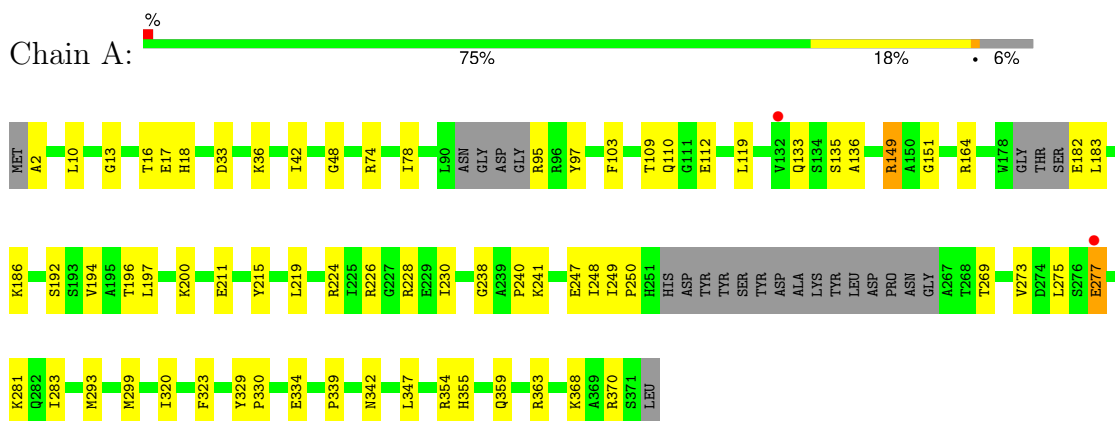 %
Chain A:
75% 18% • 6%
MET A2 L10 G13 T16 E17 H18 D33 K36 I42 G48 R74 I78 L90 ASN GLY ASP GLY R95 R96 Y97 F103 T109 Q110 G111 E112 L119 V132 Q133 S134 S135 A136 R149 A150 G151 R164 W178 GLY THR SER E182 L183
K186 S192 S193 V194 A195 T196 L197 K200 E211 Y215 L219 R224 I225 R226 G227 R228 E229 I230 G238 A239 P240 K241 E247 I248 I249 P250 H251 HIS ASP TYR TYR SER TYR ASP ALA LYS TYR LEU ASP PRO ASN GLY A267 T268 T269 V273 D274 L275 S276 E277
K281 Q282 I283 M293 M299 I320 F323 Y329 P330 E334 P339 N342 L347 R354 H355 Q359 R363 K368 A369 R370 S371 LEU